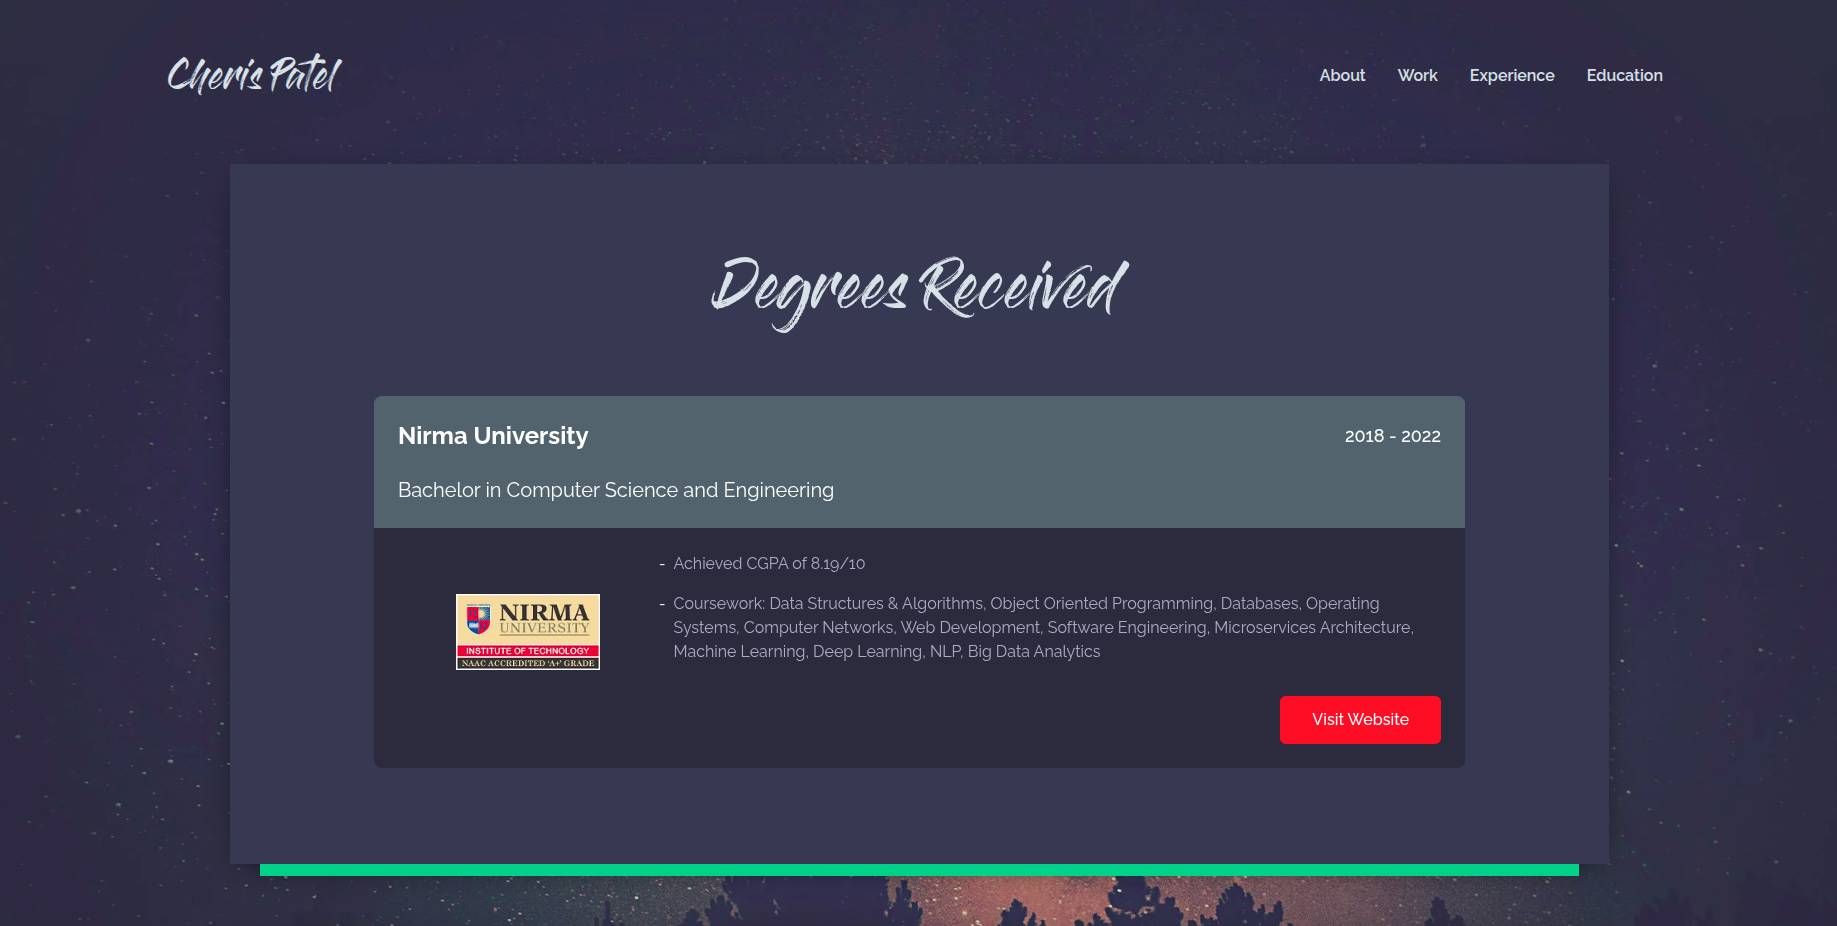 Cheris Patel
About Work Experience Education
Degrees Received
Nirma University
2018 - 2022
Bachelor in Computer Science and Engineering
- Achieved CGPA of 8.19/10
- Coursework: Data Structures & Algorithms, Object Oriented Programming, Databases, Operating
Systems, Computer Networks, Web Development, Software Engineering, Microservices Architecture,
Machine Learning, Deep Learning, NLP, Big Data Analytics
NIRMA
UNIVERSITY
INSTITUTE OF TECHNOLOGY
NAAC ACCREDITED 'A+' GRADE
Visit Website